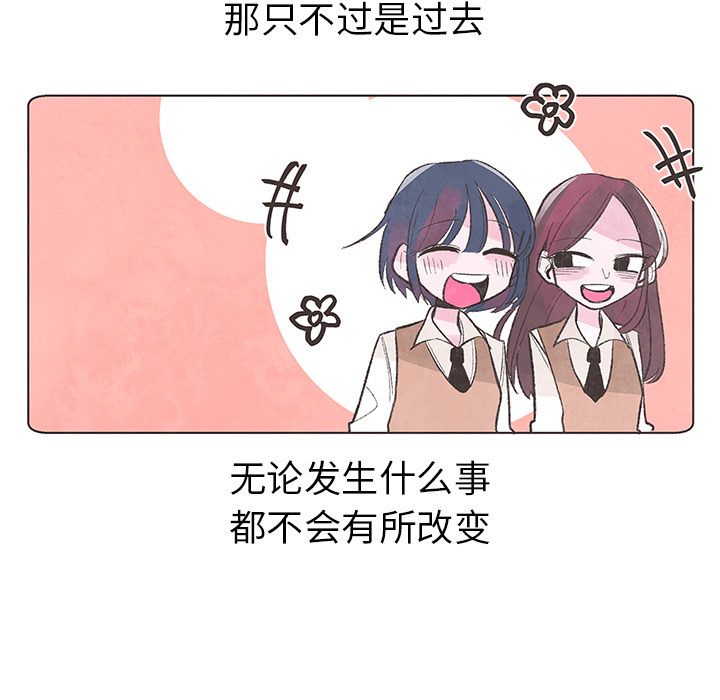 那只不过是过去
无论发生什么事
都不会有所改变